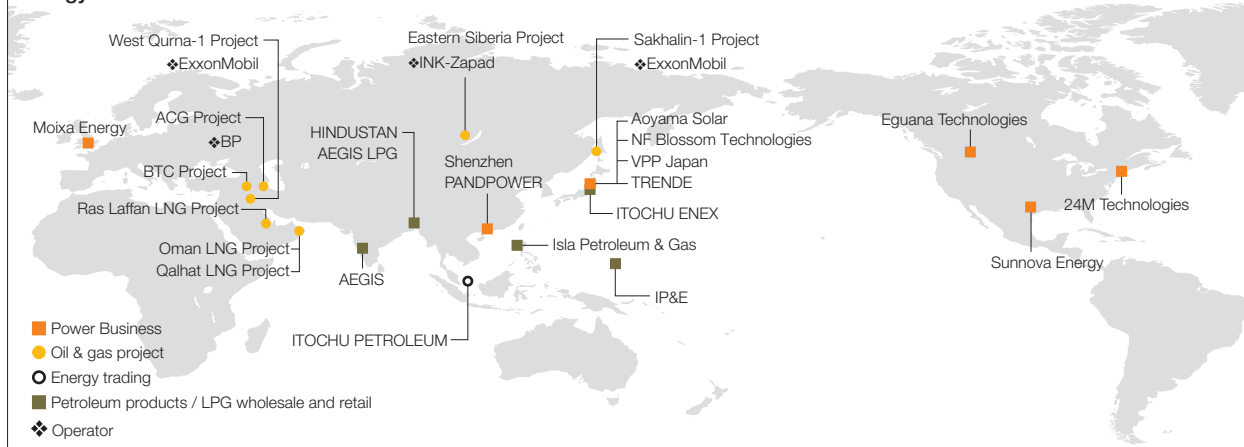 West Qurna-1 Project
❖ExxonMobil
Eastern Siberia Project
❖INK-Zapad
Sakhalin-1 Project
❖ExxonMobil
Moixa Energy
ACG Project
❖BP
BTC Project
Ras Laffan LNG Project
Oman LNG Project
Qalhat LNG Project
HINDUSTAN
AEGIS LPG
Shenzhen
PANDPOWER
Aoyama Solar
NF Blossom Technologies
VPP Japan
TRENDE
ITOCHU ENEX
Isla Petroleum & Gas
IP&E
AEGIS
ITOCHU PETROLEUM
Eguana Technologies
24M Technologies
Sunnova Energy
Power Business
Oil & gas project
Energy trading
Petroleum products / LPG wholesale and retail
❖ Operator